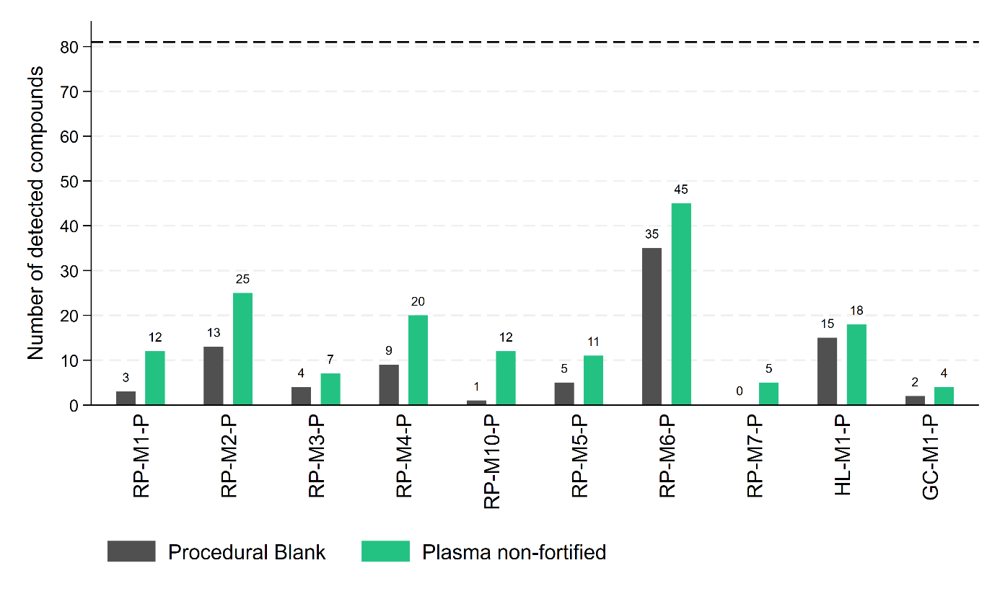 Number of detected compounds
80
70
60
50
40
30
20
10
0
3
12
13
25
4
7
9
20
1
12
5
11
35
45
0
5
15
18
2
4
RP-M1-P
RP-M2-P
RP-M3-P
RP-M4-P
RP-M10-P
RP-M5-P
RP-M6-P
RP-M7-P
HL-M1-P
GC-M1-P
Procedural Blank
Plasma non-fortified